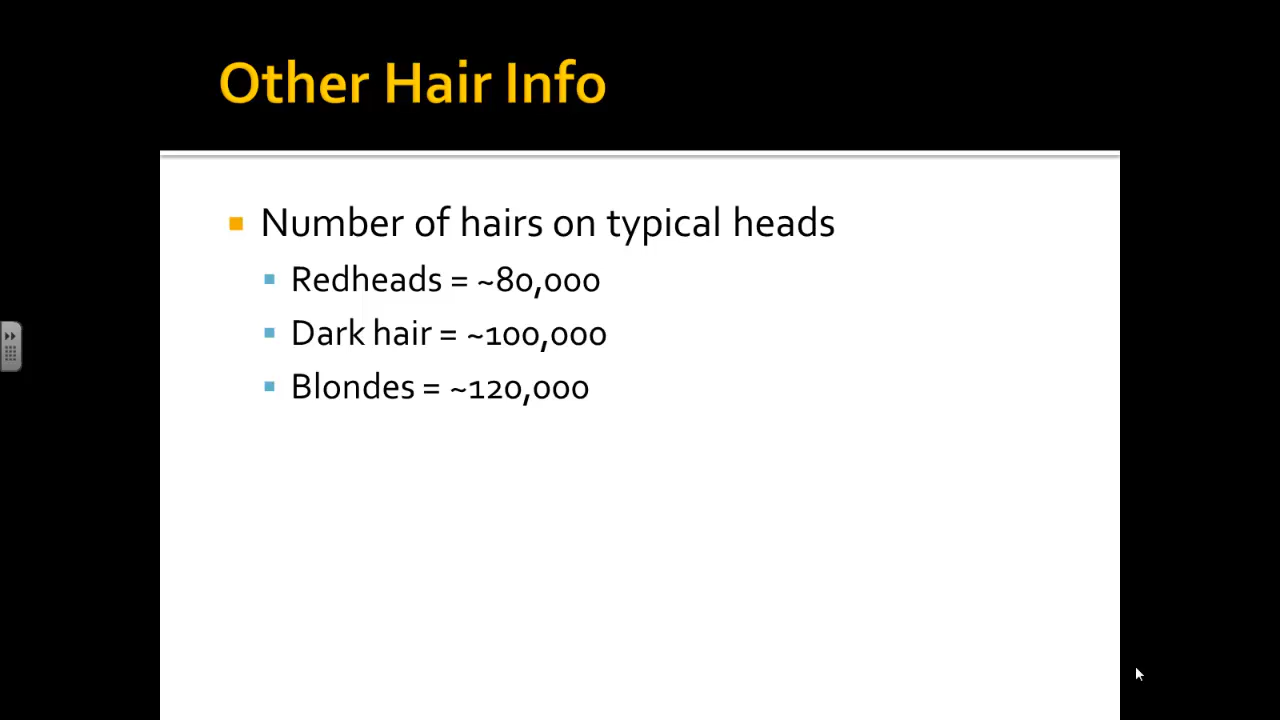 Other Hair Info
Number of hairs on typical heads
Redheads = ~80,000
Dark hair = ~100,000
Blondes = ~120,000